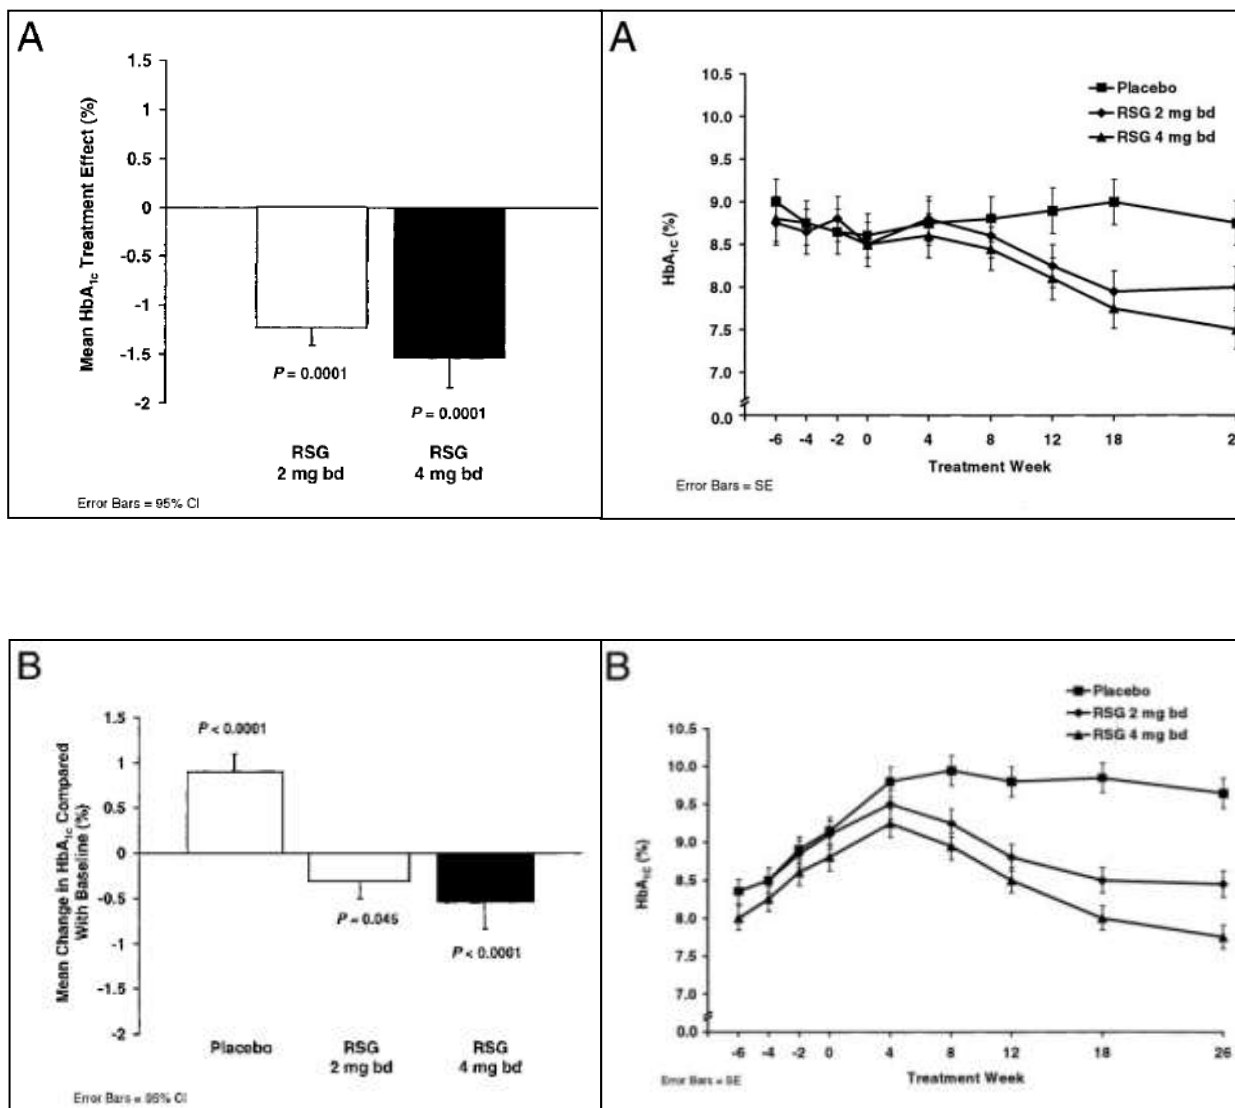 A
1.5
1
0.5
0
-0.5
-1
-1.5
-2
Mean HbA1c Treatment Effect (%)
P = 0.0001
P = 0.0001
RSG
2 mg bd
RSG
4 mg bd
Error Bars = 95% CI
A
10.5
10.0
9.5
9.0
8.5
8.0
7.5
7.0
0.0
HbA1c (%)
Placebo
RSG 2 mg bd
RSG 4 mg bd
-6 -4 -2 0 4 8 12 18 2
Treatment Week
Error Bars = SE
B
1.5
1
0.5
0
-0.5
-1
-1.5
-2
Mean Change in HbA1c Compared
With Baseline (%)
P < 0.0001
P = 0.045
P < 0.0001
Placebo
RSG
2 mg bd
RSG
4 mg bd
Error Bars = 95% CI
B
10.5
10.0
9.5
9.0
8.5
8.0
7.5
7.0
0.0
HbA1c (%)
Placebo
RSG 2 mg bd
RSG 4 mg bd
-6 -4 -2 0 4 8 12 18 26
Treatment Week
Error Bars = SE